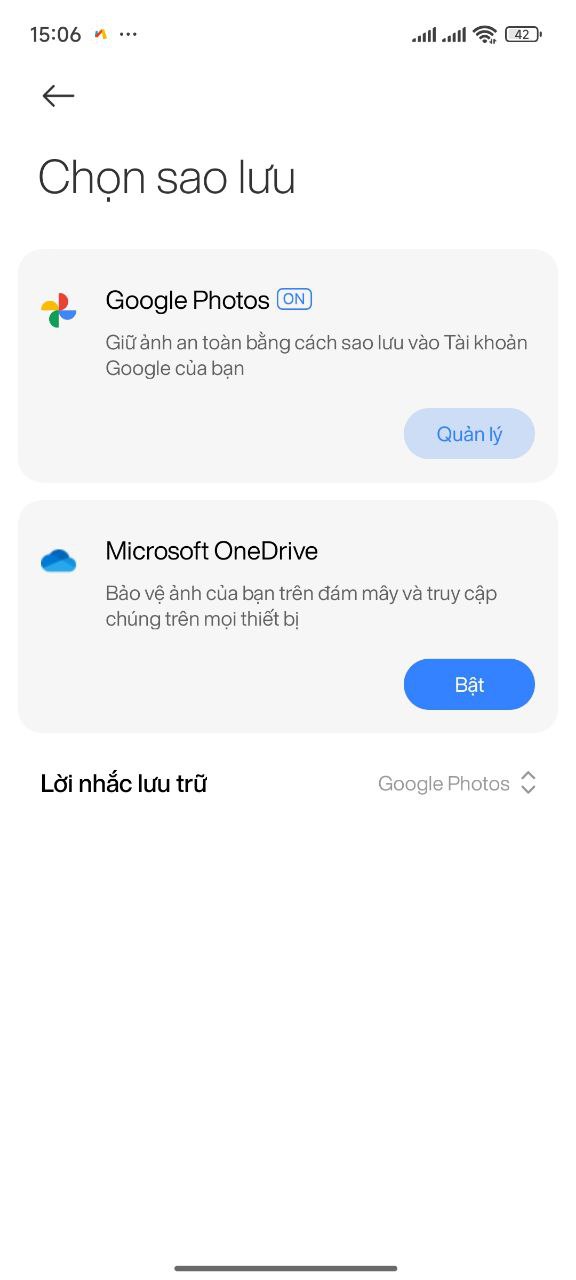 15:06
42
Chọn sao lưu
Google Photos ON
Giữ ảnh an toàn bằng cách sao lưu vào Tài khoản
Google của bạn
Quản lý
Microsoft OneDrive
Bảo vệ ảnh của bạn trên đám mây và truy cập
chúng trên mọi thiết bị
Bật
Lời nhắc lưu trữ Google Photos